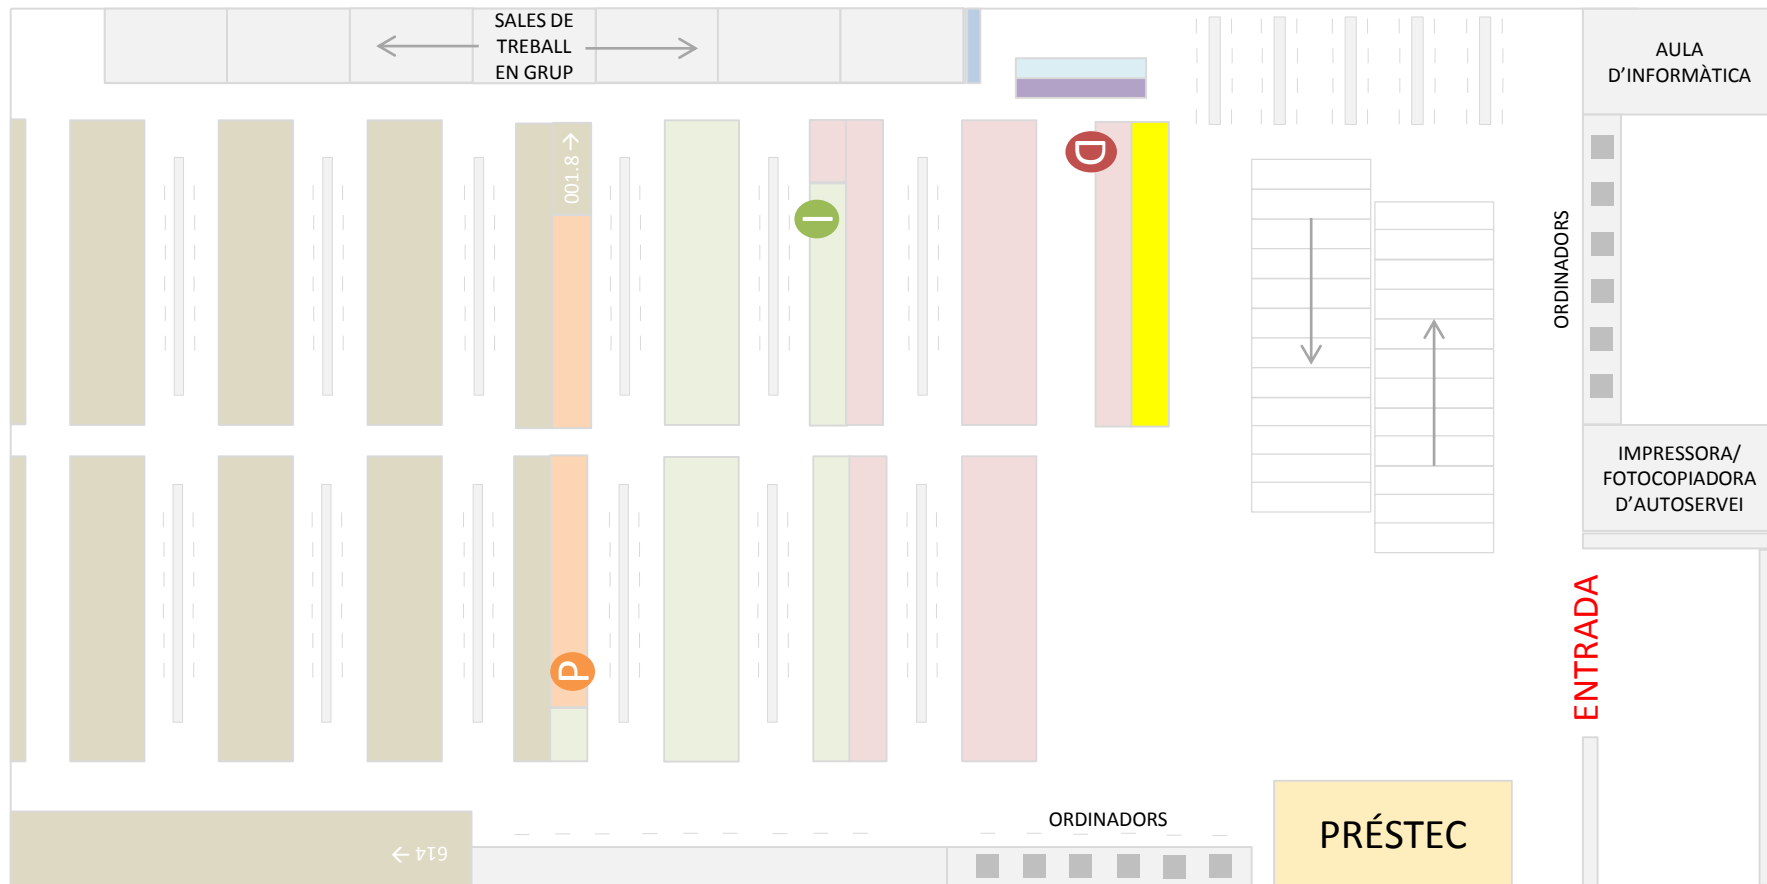 SALES DE
TREBALL
EN GRUP
AULA
D'INFORMÀTICA
001.8 →
D
I
ORDINADORS
IMPRESSORA/
FOTOCOPIADORA
D'AUTOSERVEI
ENTRADA
P
ORDINADORS
PRÉSTEC
614 →